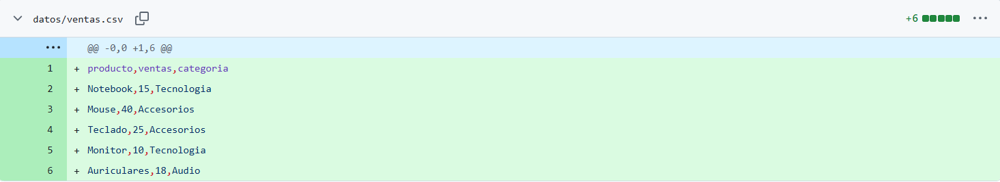 datos/ventas.csv +6
@@ -0,0 +1,6 @@
1 + producto,ventas,categoria
2 + Notebook,15,Tecnologia
3 + Mouse,40,Accesorios
4 + Teclado,25,Accesorios
5 + Monitor,10,Tecnologia
6 + Auriculares,18,Audio